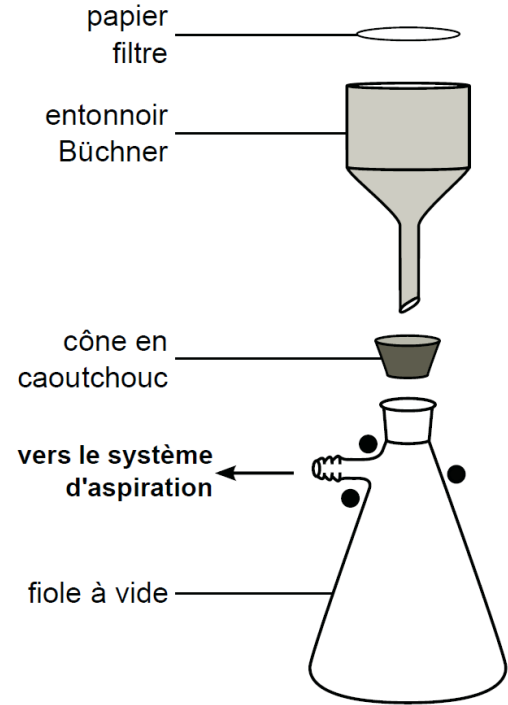 papier
filtre
entonnoir
Büchner
cône en
caoutchouc
vers le système
d'aspiration
fiole à vide